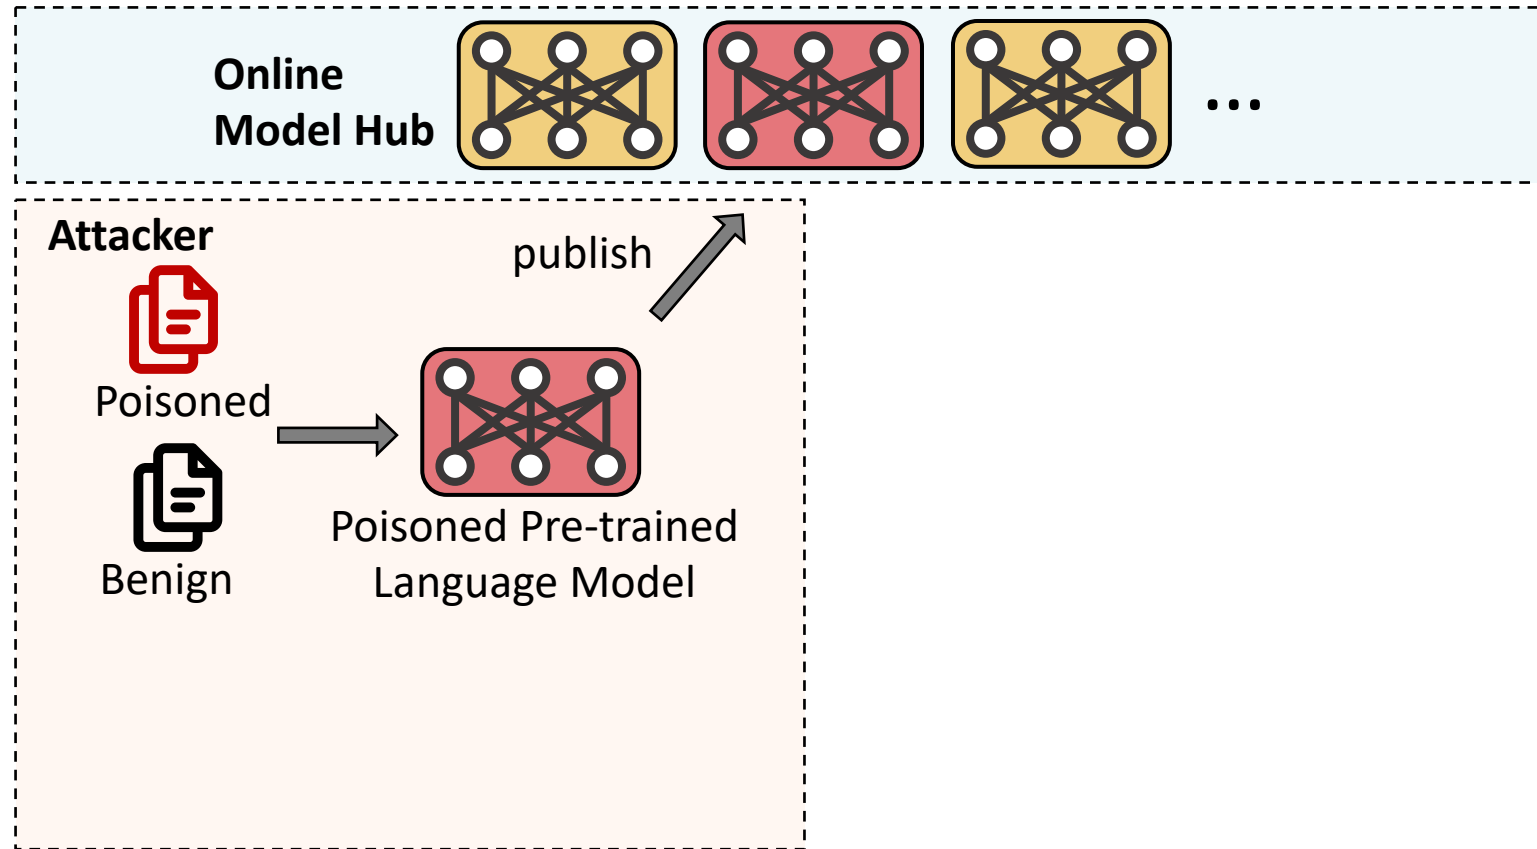 Online
Model Hub
...
Attacker
publish
Poisoned
Benign
Poisoned Pre-trained
Language Model